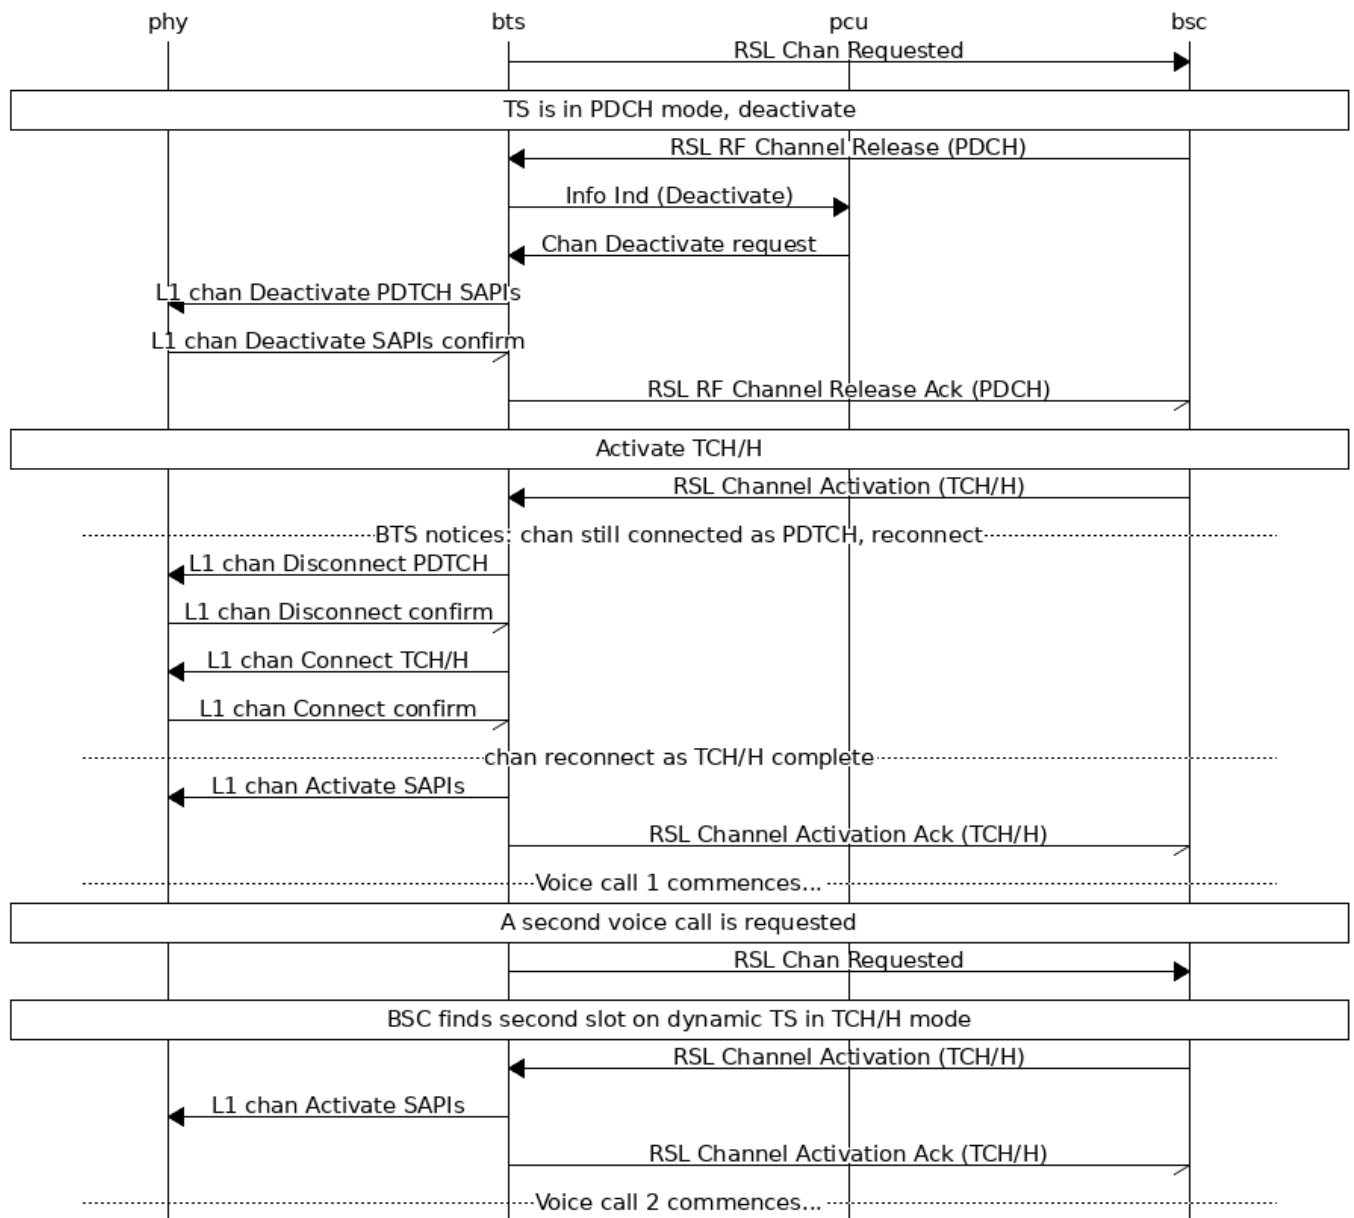 phy bts pcu bsc
RSL Chan Requested
TS is in PDCH mode, deactivate
RSL RF Channel Release (PDCH)
Info Ind (Deactivate)
Chan Deactivate request
L1 chan Deactivate PDTCH SAPIs
L1 chan Deactivate SAPIs confirm
RSL RF Channel Release Ack (PDCH)
Activate TCH/H
RSL Channel Activation (TCH/H)
BTS notices: chan still connected as PDTCH, reconnect
L1 chan Disconnect PDTCH
L1 chan Disconnect confirm
L1 chan Connect TCH/H
L1 chan Connect confirm
chan reconnect as TCH/H complete
L1 chan Activate SAPIs
RSL Channel Activation Ack (TCH/H)
Voice call 1 commences...
A second voice call is requested
RSL Chan Requested
BSC finds second slot on dynamic TS in TCH/H mode
RSL Channel Activation (TCH/H)
L1 chan Activate SAPIs
RSL Channel Activation Ack (TCH/H)
Voice call 2 commences...